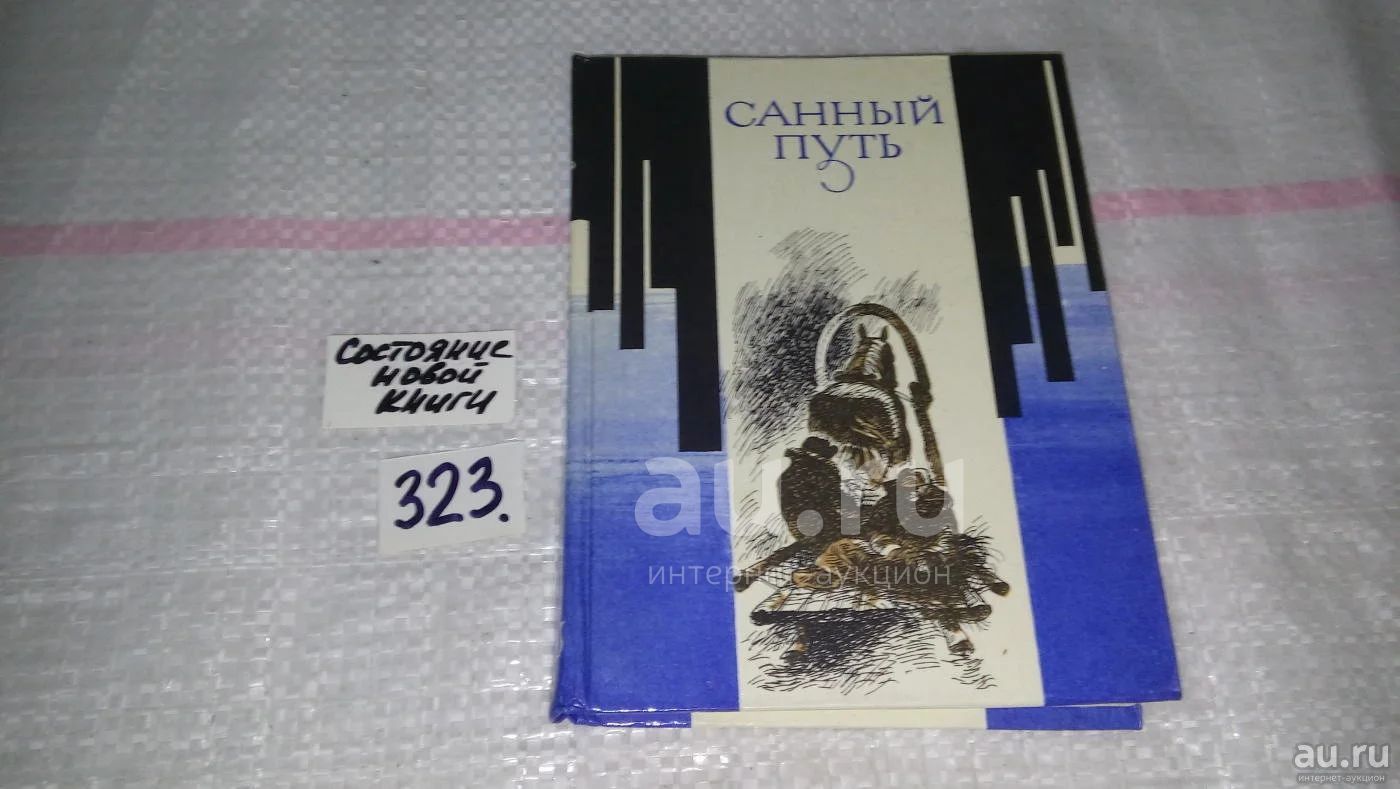 САННЫЙ
ПУТЬ
Состояние
новой
книги
323.
au.ru
интернет-аукцион
au.ru
интернет-аукцион